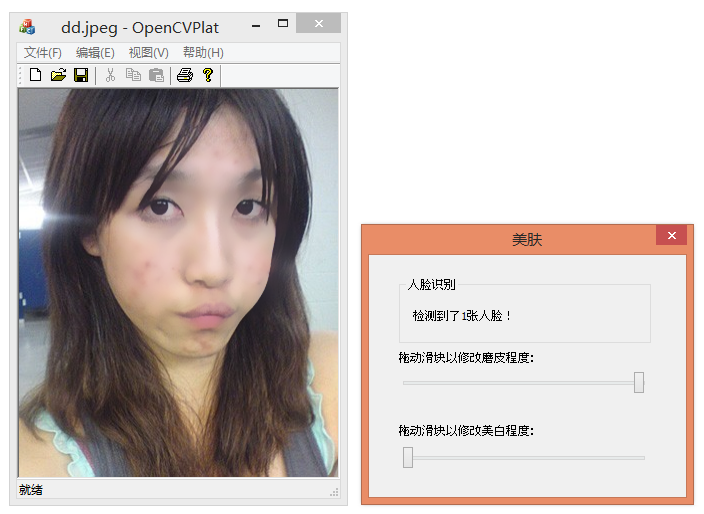 dd.jpeg - OpenCVPlat
文件(F) 编辑(E) 视图(V) 帮助(H)
就绪
美肤
人脸识别
检测到了1张人脸！
拖动滑块以修改磨皮程度：
拖动滑块以修改美白程度：